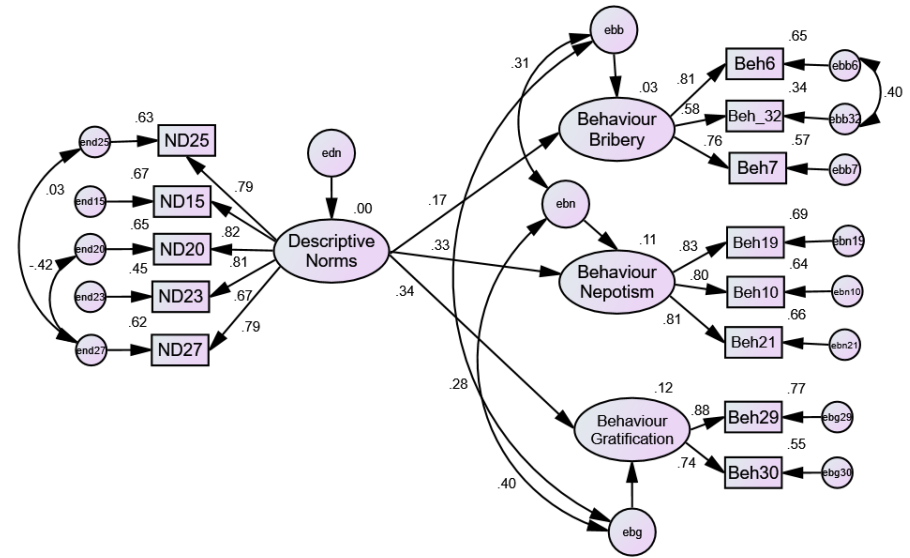 ebb
.65
.31
.81
Beh6
ebb6
.03
.34
.40
Behaviour
Bribery
.58
Beh_32
ebb32
.76
.57
Beh7
ebb7
.63
end25
ND25
edn
.03
.67
.79
end15
ND15
.00
.17
ebn
.65
.82
Descriptive
Norms
.33
.11
.69
end20
ND20
.83
Beh19
ebn19
-.42
.45
.81
Behaviour
Nepotism
.80
.64
end23
ND23
.67
.34
Beh10
ebn10
.62
.79
.81
.66
end27
ND27
Beh21
ebn21
.28
.12
.77
Behaviour
Gratification
.88
Beh29
ebg29
.55
.74
Beh30
ebg30
.40
ebg